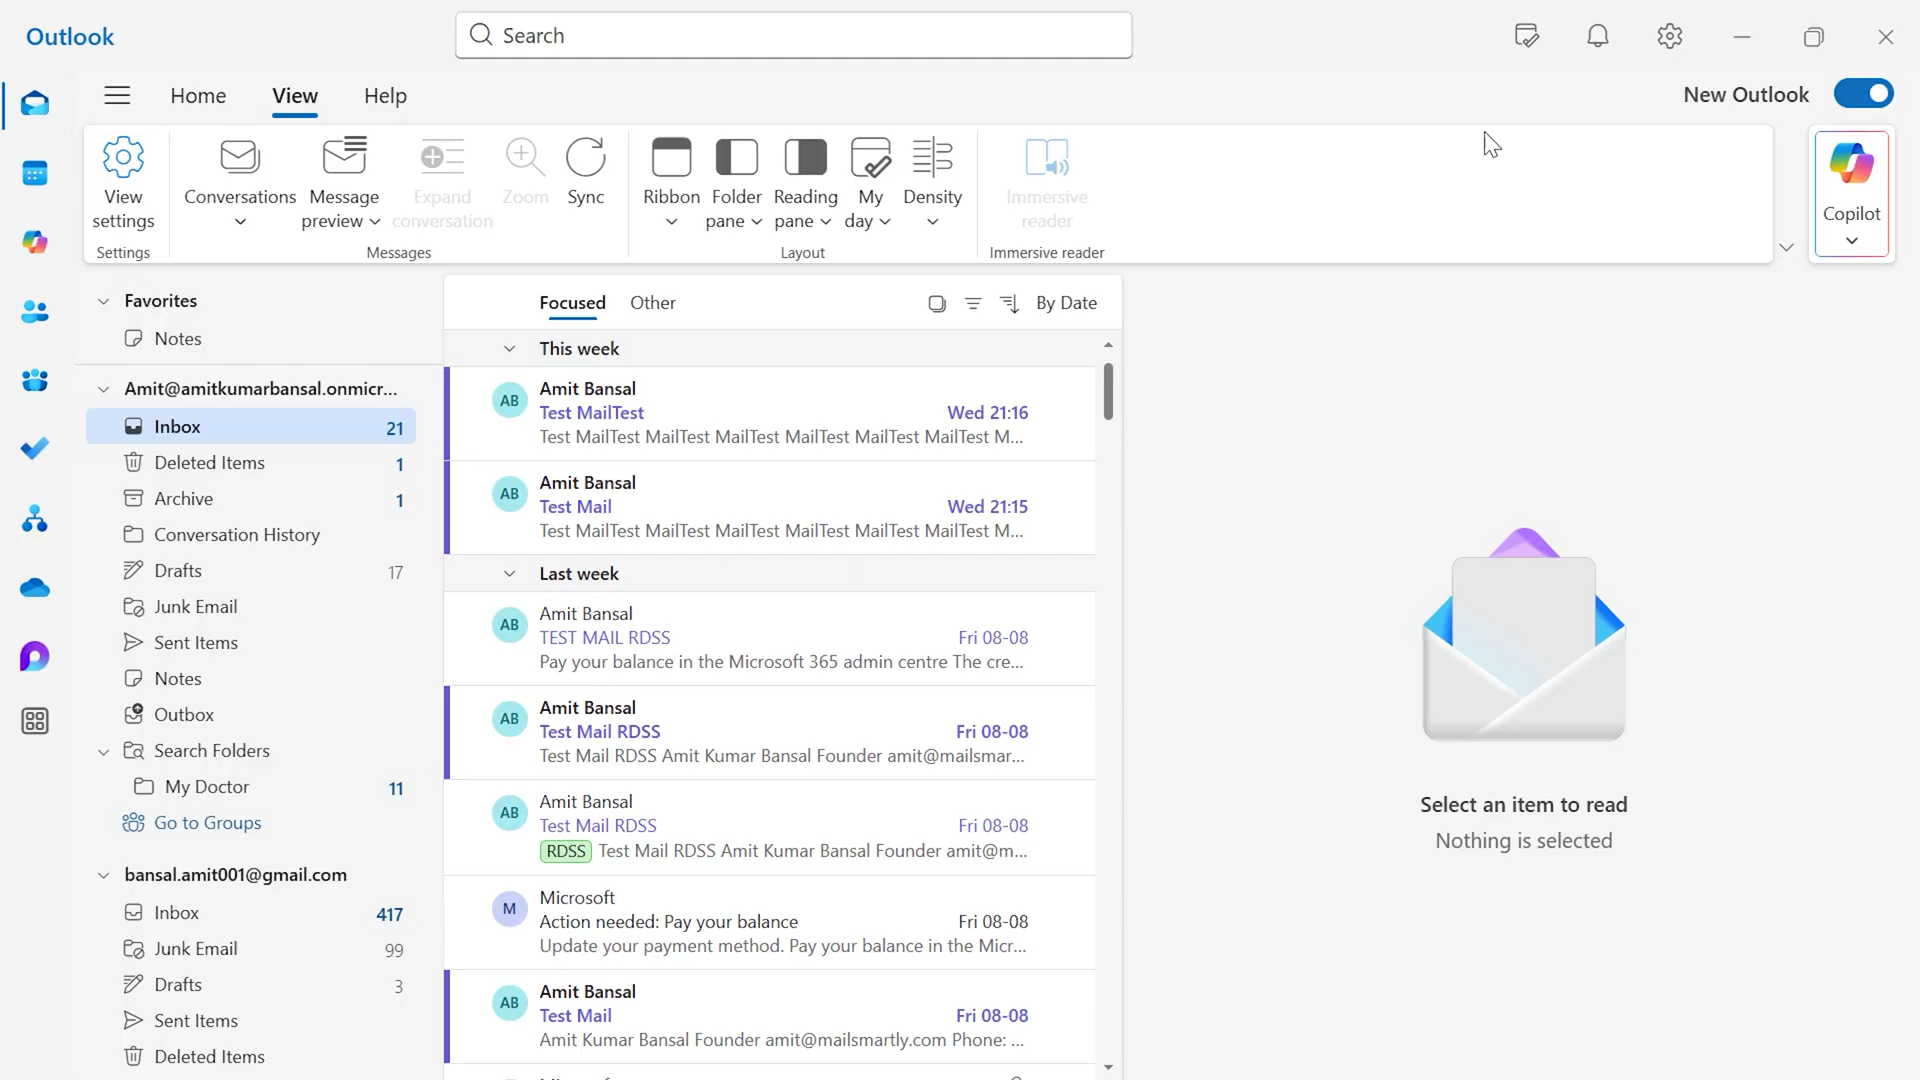 Outlook
Search
Home
View
Help
New Outlook
View settings
Conversations
Message preview
Expand conversation
Zoom
Sync
Ribbon
Folder pane
Reading pane
My day
Density
Immersive reader
Copilot
Settings
Messages
Layout
Immersive reader
Favorites
Notes
Amit@amitkumarbansal.onmicr...
Inbox 21
Deleted Items 1
Archive 1
Conversation History
Drafts 17
Junk Email
Sent Items
Notes
Outbox
Search Folders
My Doctor 11
Go to Groups
bansal.amit001@gmail.com
Inbox 417
Junk Email 99
Drafts 3
Sent Items
Deleted Items
Focused Other By Date
This week
AB
Amit Bansal
Test MailTest Wed 21:16
Test MailTest MailTest MailTest MailTest MailTest MailTest M...
AB
Amit Bansal
Test Mail Wed 21:15
Test MailTest MailTest MailTest MailTest MailTest MailTest M...
Last week
AB
Amit Bansal
TEST MAIL RDSS Fri 08-08
Pay your balance in the Microsoft 365 admin centre The cre...
AB
Amit Bansal
Test Mail RDSS Fri 08-08
Test Mail RDSS Amit Kumar Bansal Founder amit@mailsmar...
AB
Amit Bansal
Test Mail RDSS Fri 08-08
RDSS Test Mail RDSS Amit Kumar Bansal Founder amit@m...
M
Microsoft
Action needed: Pay your balance Fri 08-08
Update your payment method. Pay your balance in the Micr...
AB
Amit Bansal
Test Mail Fri 08-08
Amit Kumar Bansal Founder amit@mailsmartly.com Phone: ...
Select an item to read
Nothing is selected